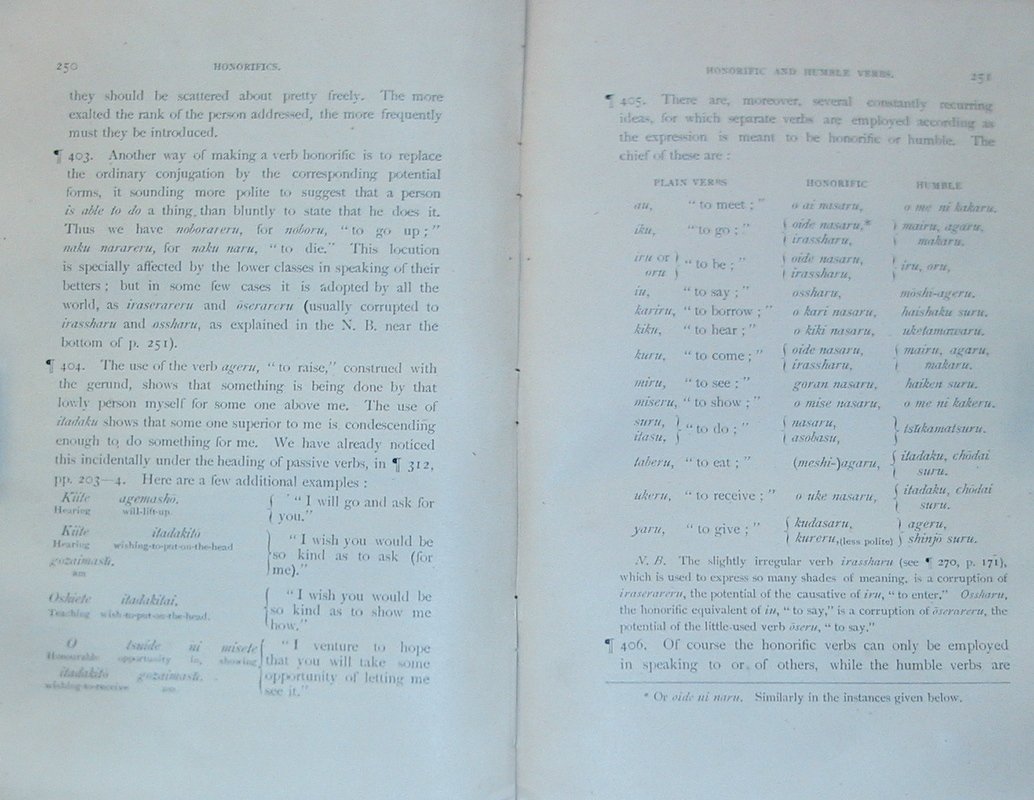 250
HONORIFICS.
they should be scattered about pretty freely. The more
exalted the rank of the person addressed, the more frequently
must they be introduced.
¶ 403. Another way of making a verb honorific is to replace
the ordinary conjugation by the corresponding potential
forms, it sounding more polite to suggest that a person
is able to do a thing than bluntly to state that he does it.
Thus we have noborareru, for noboru, “to go up;”
naku narareru, for naku naru, “to die.” This locution
is specially affected by the lower classes in speaking of their
betters; but in some few cases it is adopted by all the
world, as iraserareru and ōserareru (usually corrupted to
irassharu and ossharu, as explained in the N. B. near the
bottom of p. 251).
¶ 404. The use of the verb ageru, “to raise,” construed with
the gerund, shows that something is being done by that
lowly person myself for some one above me. The use of
itadaku shows that some one superior to me is condescending
enough to do something for me. We have already noticed
this incidentally under the heading of passive verbs, in ¶ 312,
pp. 203—4. Here are a few additional examples:
Kiite agemashō. { “I will go and ask for
Hearing will-lift-up. you.”
Kiite itadakitō “I wish you would be
Hearing wishing-to-put-on-the-head so kind as to ask (for
gozaimasŭ. me).”
am
Oshiete itadakitai. “I wish you would be
Teaching wish-to-put-on-the-head. so kind as to show me
how.”
O tsuide ni misete “I venture to hope
Honourable opportunity in, showing that you will take some
itadakitō gozaimasŭ. opportunity of letting me
wishing-to-receive am. see it.”
HONORIFIC AND HUMBLE VERBS.
251
¶ 405. There are, moreover, several constantly recurring
ideas, for which separate verbs are employed according as
the expression is meant to be honorific or humble. The
chief of these are:
PLAIN VERBS HONORIFIC HUMBLE
au, “to meet;” o ai nasaru, o me ni kakaru.
iku, “to go;” { oide nasaru,* irassharu, } mairu, agaru, makaru.
iru or oru } “to be;” { oide nasaru, irassharu, } iru, oru,
iu, “to say;” ossharu, mōshi-ageru.
kariru, “to borrow;” o kari nasaru, haishaku suru.
kiku, “to hear;” o kiki nasaru, uketamawaru.
kuru, “to come;” { oide nasaru, irassharu, { mairu, agaru, makaru.
miru, “to see;” goran nasaru, haiken suru.
miseru, “to show;” o mise nasaru, o me ni kakeru.
suru, itasu, } “to do;” { nasaru, asobasu, } tsŭkamatsuru.
taberu, “to eat;” (meshi-)agaru, { itadaku, chōdai suru.
ukeru, “to receive;” o uke nasaru, { itadaku, chōdai suru.
yaru, “to give;” { kudasaru, kureru,(less polite) } ageru, shinjō suru.
N. B. The slightly irregular verb irassharu (see ¶ 270, p. 171),
which is used to express so many shades of meaning, is a corruption of
iraserareru, the potential of the causative of iru, “to enter.” Ossharu,
the honorific equivalent of iu, “to say,” is a corruption of ōserareru, the
potential of the little-used verb ōseru, “to say.”
¶ 406. Of course the honorific verbs can only be employed
in speaking to or of others, while the humble verbs are
* Or oide ni naru. Similarly in the instances given below.